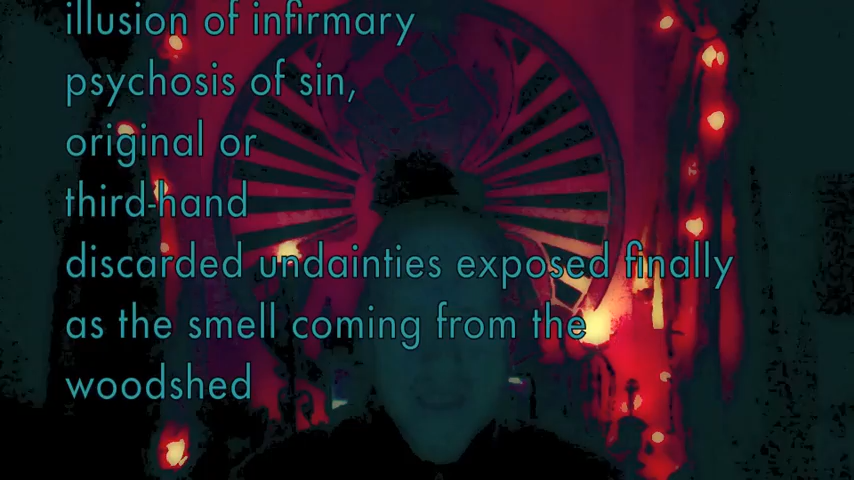 illusion of infirmary
psychosis of sin,
original or
third-hand
discarded undainties exposed finally
as the smell coming from the
woodshed